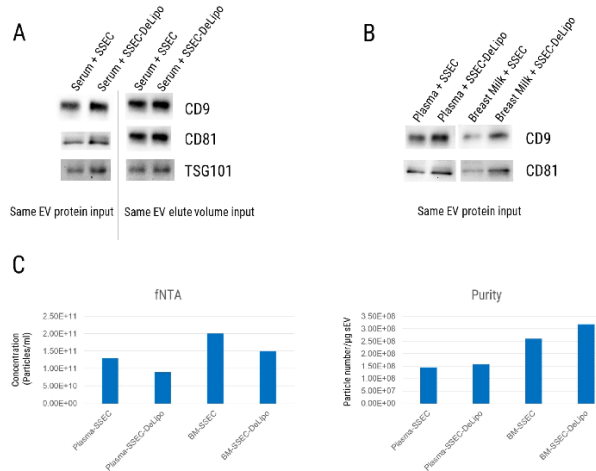 A
Serum + SSEC
Serum + SSEC-DeLipo
Serum + SSEC
Serum + SSEC-DeLipo
CD9
CD81
TSG101
Same EV protein input
Same EV elute volume input
B
Plasma + SSEC
Plasma + SSEC-DeLipo
Breast Milk + SSEC
Breast Milk + SSEC-DeLipo
CD9
CD81
Same EV protein input
C
fNTA
Concentration
(Particles/ml)
2.50E+11
2.00E+11
1.50E+11
1.00E+11
5.00E+10
0.00E+00
Plasma-SSEC
Plasma-SSEC-DeLipo
BM-SSEC
BM-SSEC-DeLipo
Purity
Particle number/µg sEV
3.50E+08
3.00E+08
2.50E+08
2.00E+08
1.50E+08
1.00E+08
5.00E+07
0.00E+00
Plasma-SSEC
Plasma-SSEC-DeLipo
BM-SSEC
BM-SSEC-DeLipo